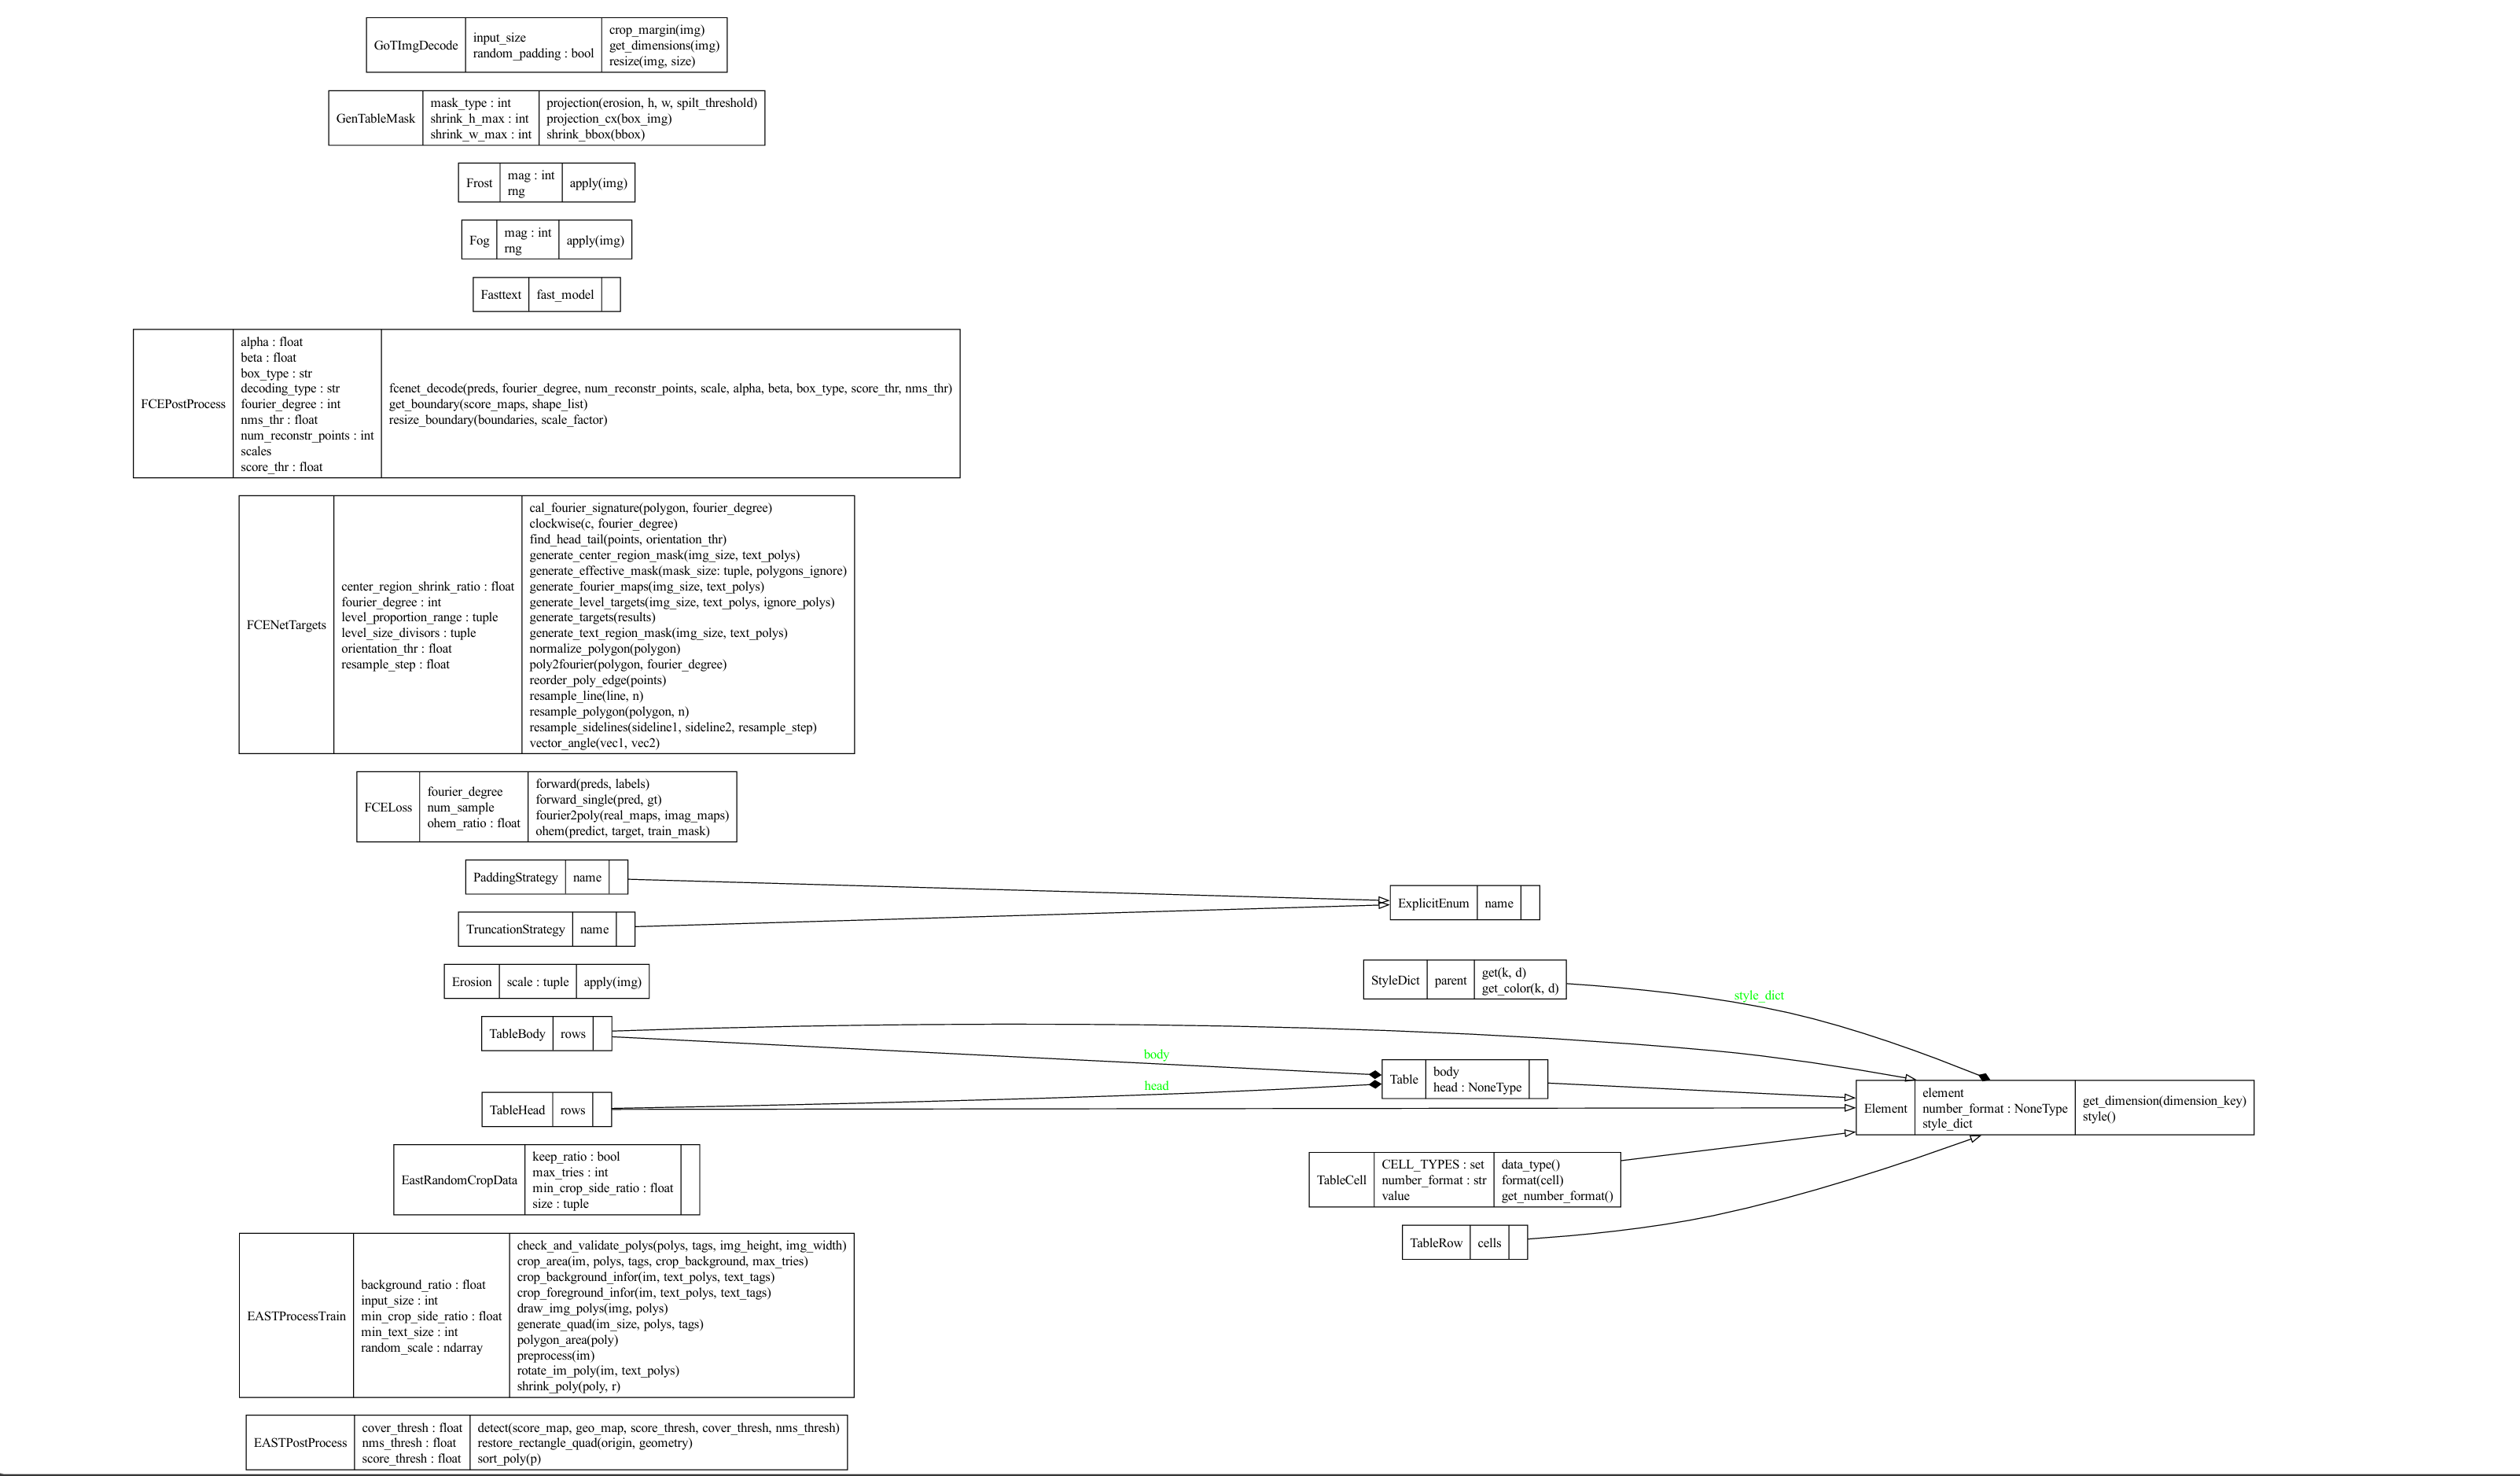 GoTImgDecode
input_size
random_padding : bool
crop_margin(img)
get_dimensions(img)
resize(img, size)
GenTableMask
mask_type : int
shrink_h_max : int
shrink_w_max : int
projection(erosion, h, w, spilt_threshold)
projection_cx(box_img)
shrink_bbox(bbox)
Frost
mag : int
rng
apply(img)
Fog
mag : int
rng
apply(img)
Fasttext
fast_model
FCEPostProcess
alpha : float
beta : float
box_type : str
decoding_type : str
fourier_degree : int
nms_thr : float
num_reconstr_points : int
scales
score_thr : float
fcenet_decode(preds, fourier_degree, num_reconstr_points, scale, alpha, beta, box_type, score_thr, nms_thr)
get_boundary(score_maps, shape_list)
resize_boundary(boundaries, scale_factor)
FCENetTargets
center_region_shrink_ratio : float
fourier_degree : int
level_proportion_range : tuple
level_size_divisors : tuple
orientation_thr : float
resample_step : float
cal_fourier_signature(polygon, fourier_degree)
clockwise(c, fourier_degree)
find_head_tail(points, orientation_thr)
generate_center_region_mask(img_size, text_polys)
generate_effective_mask(mask_size: tuple, polygons_ignore)
generate_fourier_maps(img_size, text_polys)
generate_level_targets(img_size, text_polys, ignore_polys)
generate_targets(results)
generate_text_region_mask(img_size, text_polys)
normalize_polygon(polygon)
poly2fourier(polygon, fourier_degree)
reorder_poly_edge(points)
resample_line(line, n)
resample_polygon(polygon, n)
resample_sidelines(sideline1, sideline2, resample_step)
vector_angle(vec1, vec2)
FCELoss
fourier_degree
num_sample
ohem_ratio : float
forward(preds, labels)
forward_single(pred, gt)
fourier2poly(real_maps, imag_maps)
ohem(predict, target, train_mask)
PaddingStrategy
name
ExplicitEnum
name
TruncationStrategy
name
Erosion
scale : tuple
apply(img)
StyleDict
parent
get(k, d)
get_color(k, d)
style_dict
TableBody
rows
body
Table
body
head : NoneType
head
TableHead
rows
Element
element
number_format : NoneType
style_dict
get_dimension(dimension_key)
style()
EastRandomCropData
keep_ratio : bool
max_tries : int
min_crop_side_ratio : float
size : tuple
TableCell
CELL_TYPES : set
number_format : str
value
data_type()
format(cell)
get_number_format()
TableRow
cells
EASTProcessTrain
background_ratio : float
input_size : int
min_crop_side_ratio : float
min_text_size : int
random_scale : ndarray
check_and_validate_polys(polys, tags, img_height, img_width)
crop_area(im, polys, tags, crop_background, max_tries)
crop_background_infor(im, text_polys, text_tags)
crop_foreground_infor(im, text_polys, text_tags)
draw_img_polys(img, polys)
generate_quad(im_size, polys, tags)
polygon_area(poly)
preprocess(im)
rotate_im_poly(im, text_polys)
shrink_poly(poly, r)
EASTPostProcess
cover_thresh : float
nms_thresh : float
score_thresh : float
detect(score_map, geo_map, score_thresh, cover_thresh, nms_thresh)
restore_rectangle_quad(origin, geometry)
sort_poly(p)